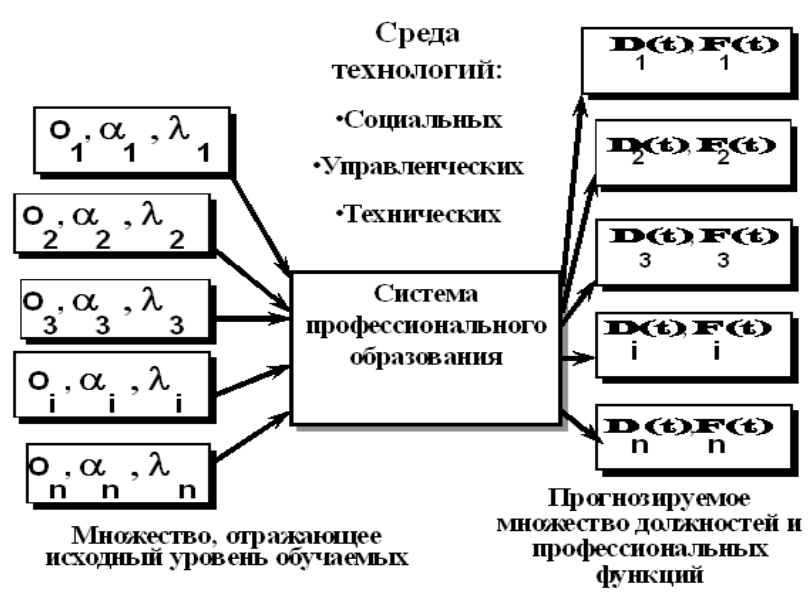 Среда
технологий:
•Социальных
•Управленческих
•Технических
O₁, α₁, λ₁
O₂, α₂, λ₂
O₃, α₃, λ₃
Oᵢ, αᵢ, λᵢ
Oₙ, αₙ, λₙ
Множество, отражающее
исходный уровень обучаемых
Система
профессионального
образования
D₁(t), F₁(t)
D₂(t), F₂(t)
D₃(t), F₃(t)
Dᵢ(t), Fᵢ(t)
Dₙ(t), Fₙ(t)
Прогнозируемое
множество должностей и
профессиональных
функций